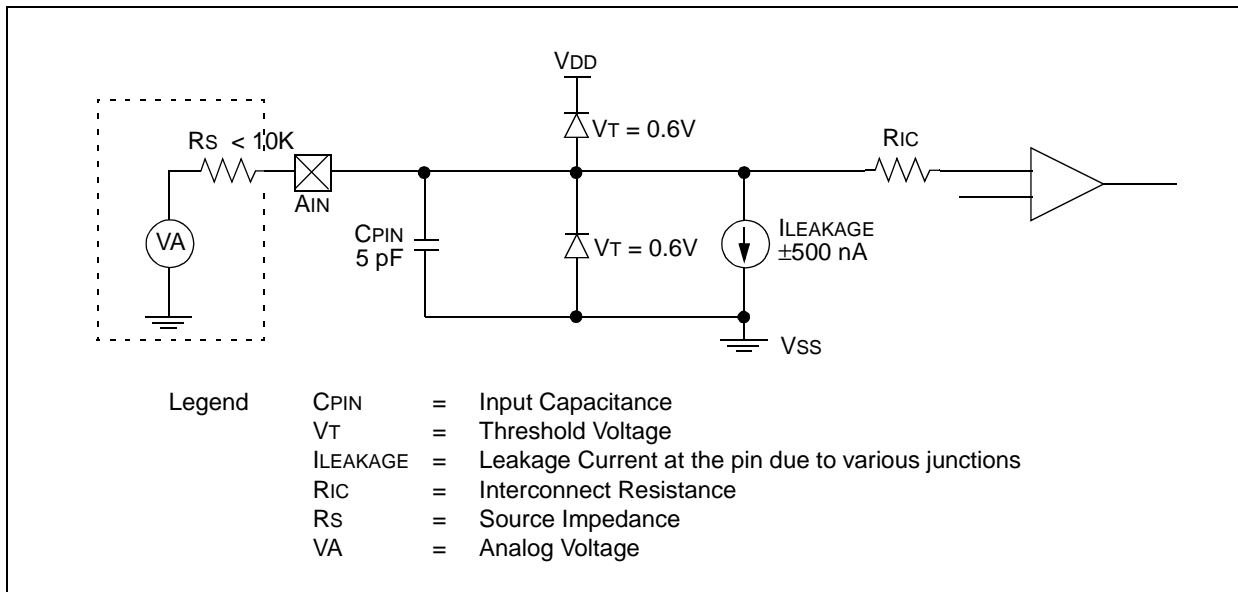 VDD
VT = 0.6V
RS < 10K
RIC
AIN
VA
CPIN
5 pF
VT = 0.6V
ILEAKAGE
±500 nA
VSS
Legend CPIN = Input Capacitance
VT = Threshold Voltage
ILEAKAGE = Leakage Current at the pin due to various junctions
RIC = Interconnect Resistance
RS = Source Impedance
VA = Analog Voltage